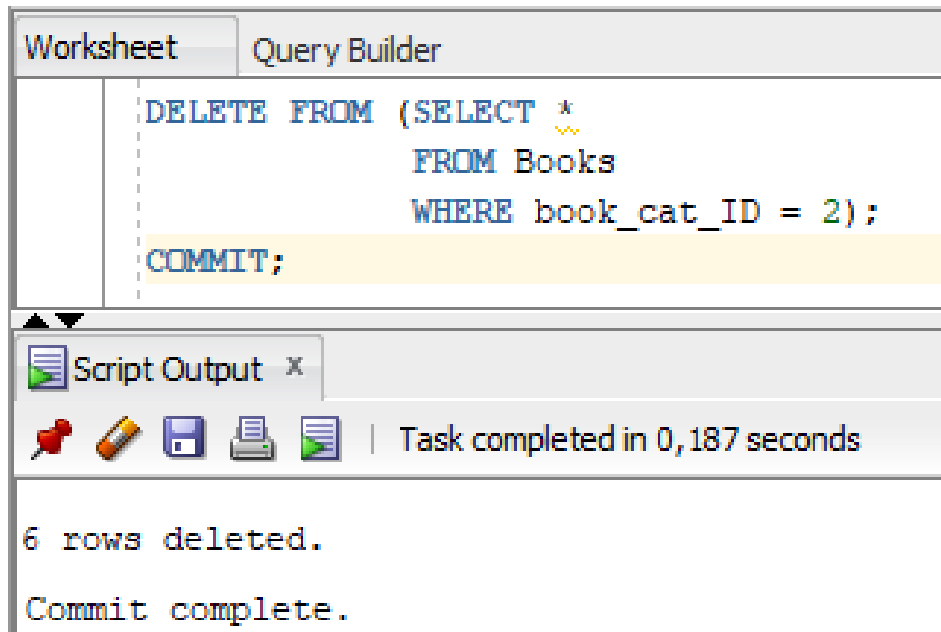 Worksheet Query Builder
DELETE FROM (SELECT *
FROM Books
WHERE book_cat_ID = 2);
COMMIT;
Script Output x
| Task completed in 0,187 seconds
6 rows deleted.
Commit complete.